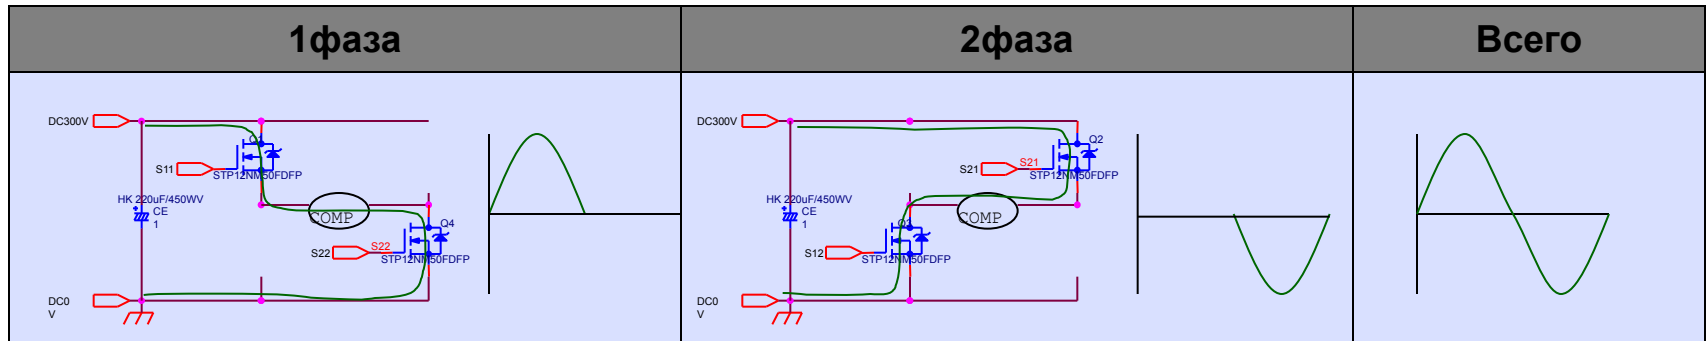 1фаза
2фаза
Всего
DC300V
Q1
S11
STP12NM50FDFP
HK 220uF/450WV
+
CE
1
COMP
Q4
S22
S22
STP12NM50FDFP
DC0
V
DC300V
Q2
S21
S21
STP12NM50FDFP
HK 220uF/450WV
+
CE
1
COMP
Q3
S12
STP12NM50FDFP
DC0
V